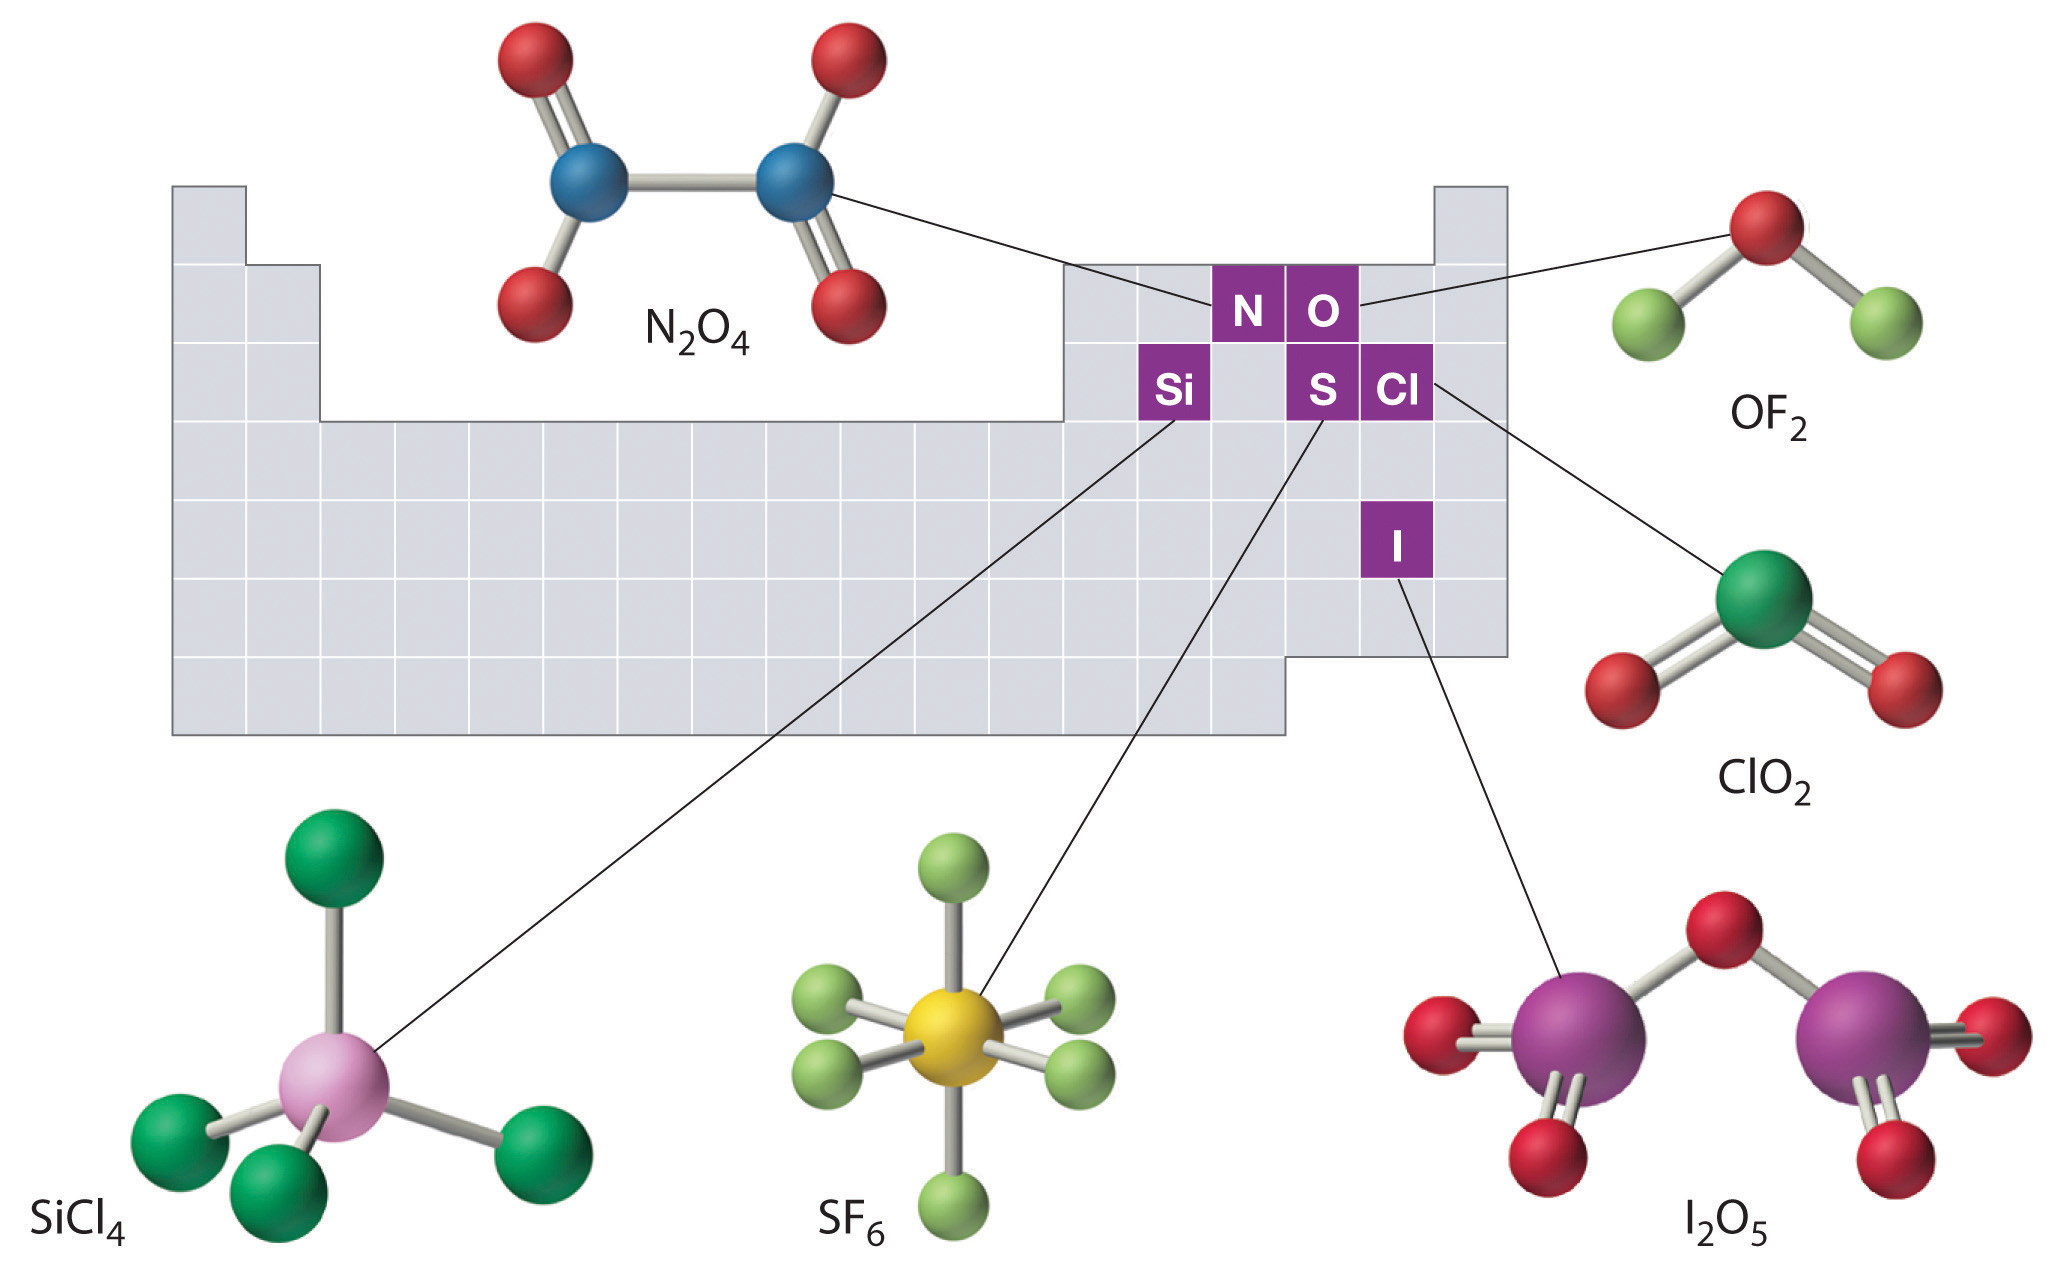 N₂O₄
N O
Si S Cl
OF₂
I
ClO₂
SiCl₄
SF₆
I₂O₅